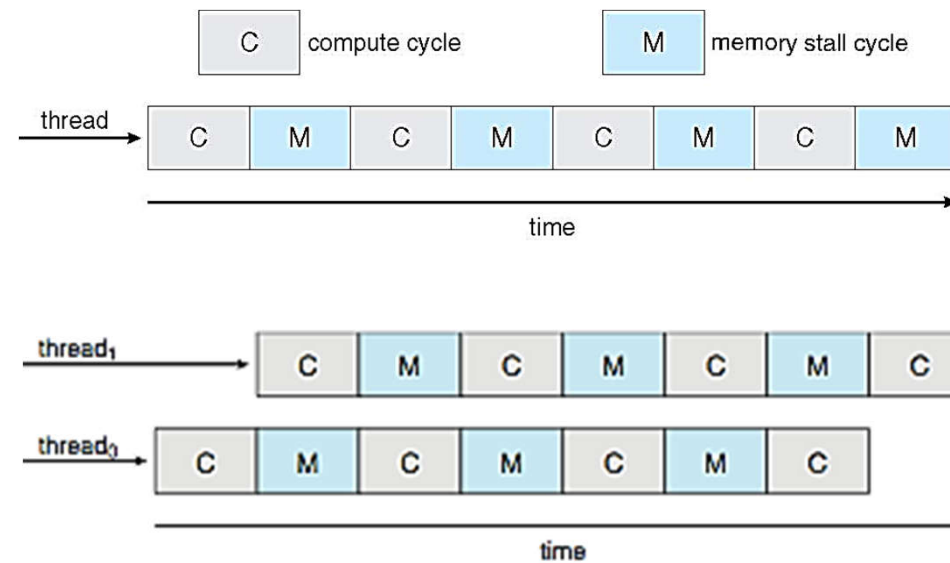 C compute cycle M memory stall cycle
thread C M C M C M C M
time
thread₁ C M C M C M C
thread₀ C M C M C M C
time